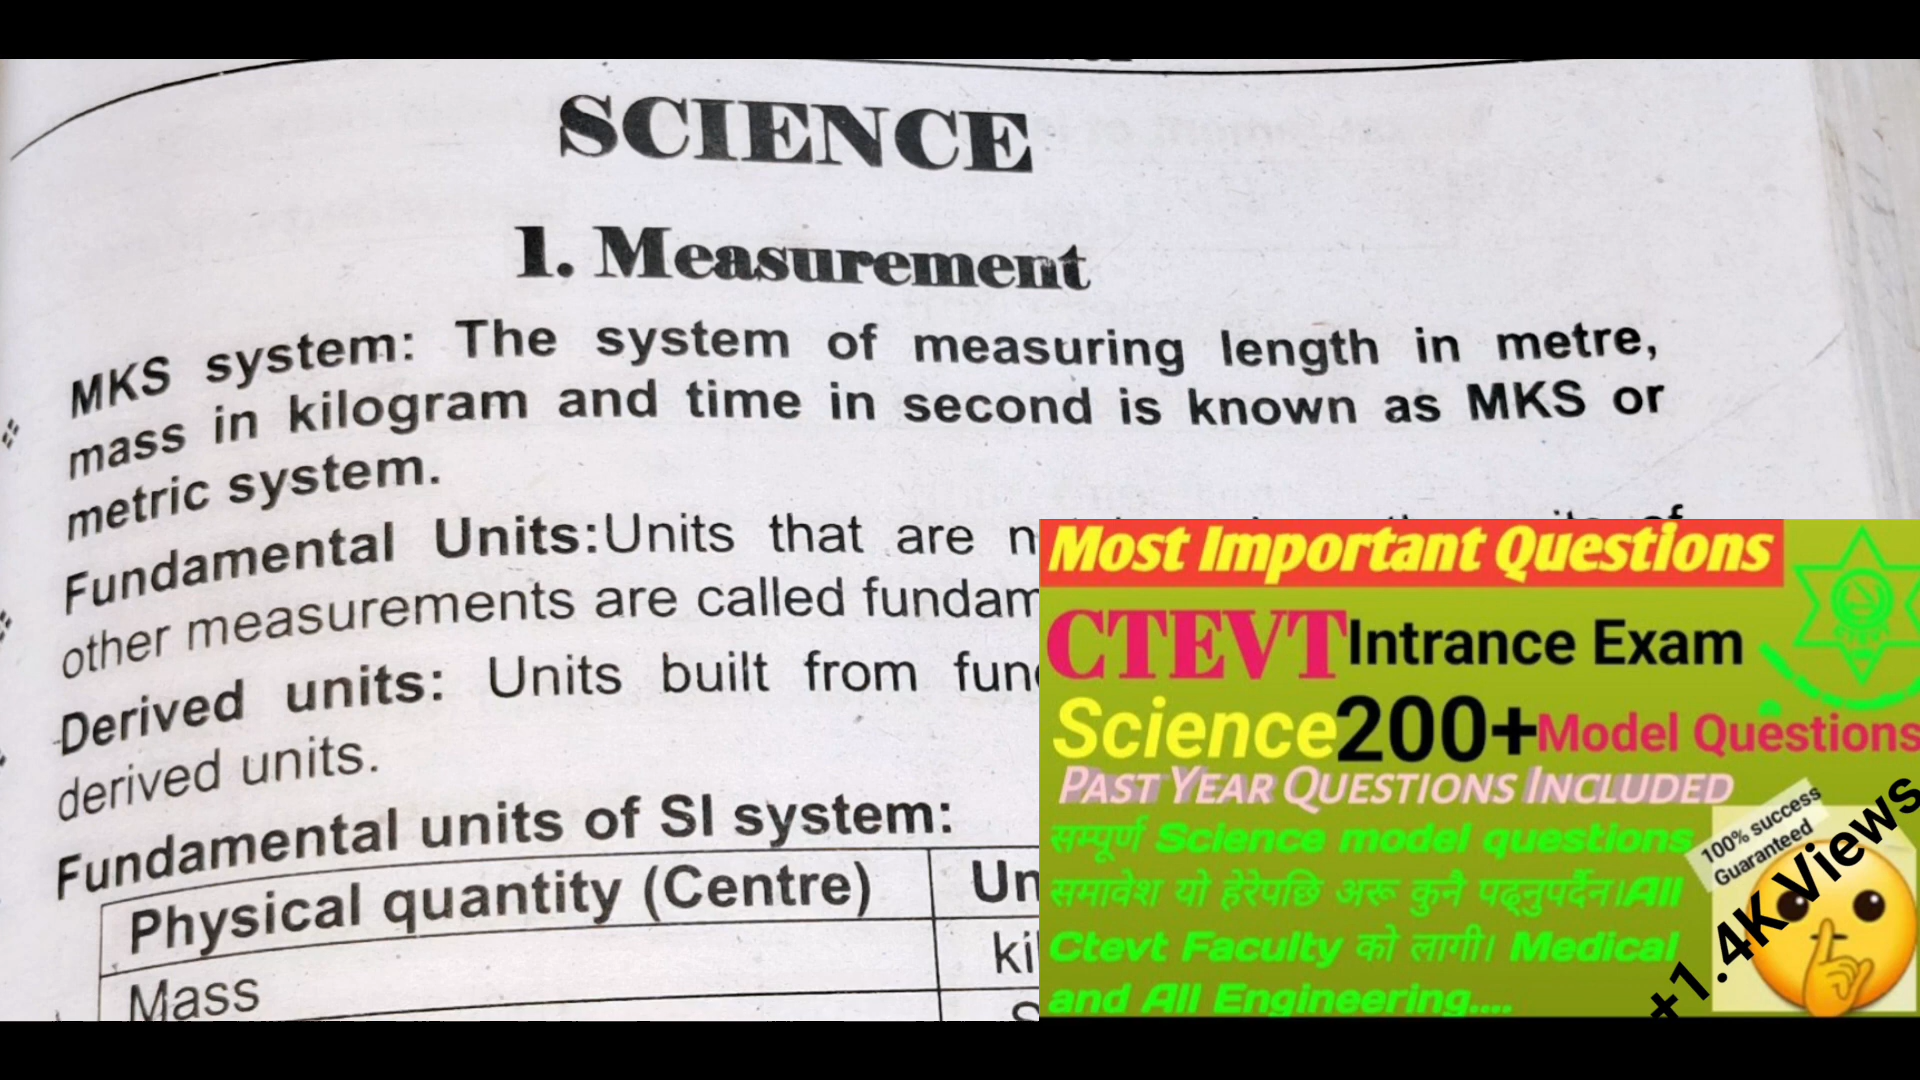 SCIENCE
1. Measurement
MKS system: The system of measuring length in metre,
mass in kilogram and time in second is known as MKS or
metric system.
Fundamental Units:Units that are
other measurements are called
Derived units: Units built from
derived units.
Fundamental units of SI system:
Physical quantity (Centre)
Mass
Most Important Questions
CTEVT Intrance Exam
Science 200+ Model Questions
PAST YEAR QUESTIONS INCLUDED
सम्पूर्ण Science model questions
समावेश यो हेरेपछि अरू कुनै पढ्नुपर्दैन।All
Ctevt Faculty को लागी। Medical
and All Engineering....
100% success
Guaranteed
+1.4K Views